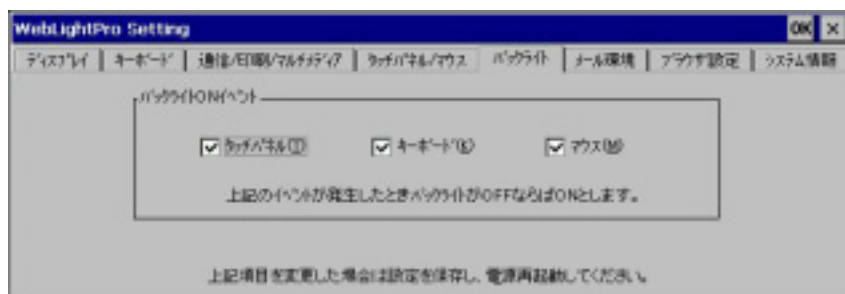 WebLightPro Setting OK ×
ディスプレイ キーボード 通信/印刷/マルチメディア タッチパネル/マウス バックライト メール環境 ブラウザ設定 システム情報
バックライトONイベント
タッチパネル(T) キーボード(K) マウス(M)
上記のイベントが発生したときバックライトがOFFならばONとします。
上記項目を変更した場合は設定を保存し、電源再起動してください。